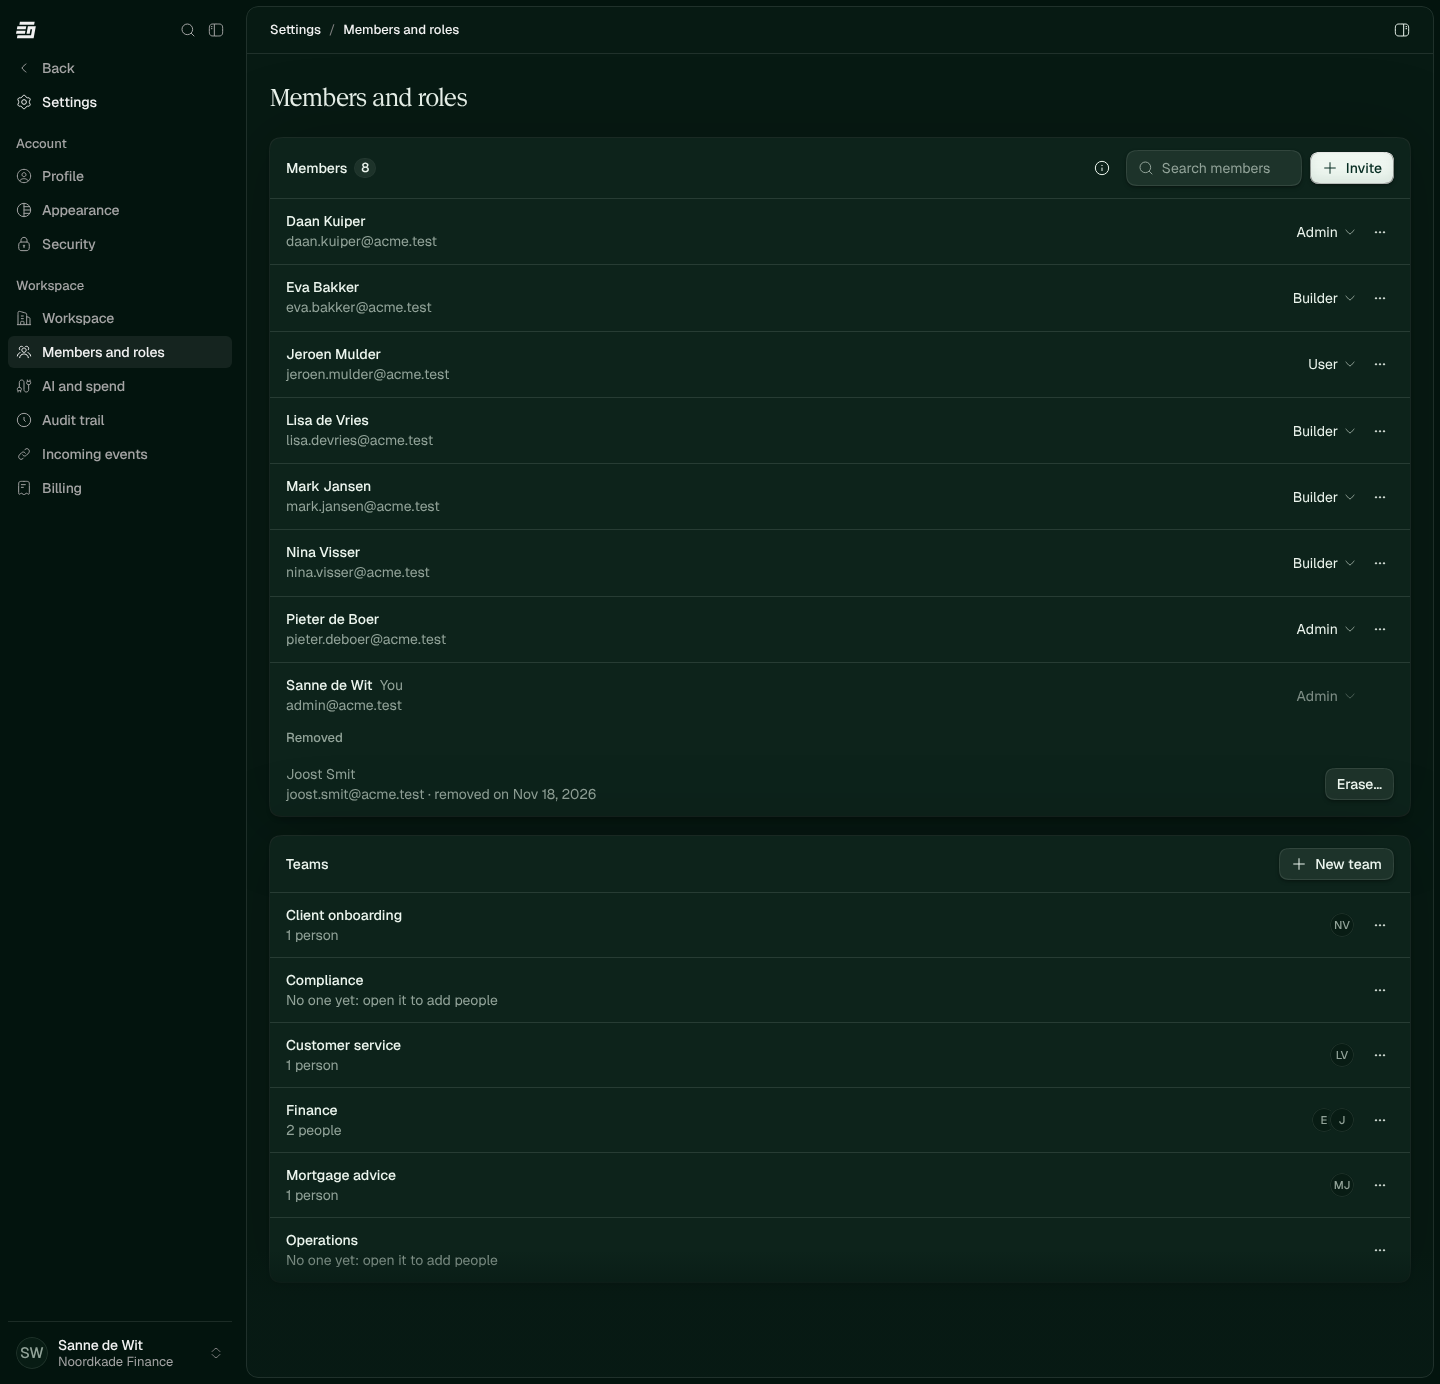 Back
Settings
Account
Profile
Appearance
Security
Workspace
Workspace
Members and roles
AI and spend
Audit trail
Incoming events
Billing
SW
Sanne de Wit
Noordkade Finance
Settings / Members and roles
Members and roles
Members 8
Search members
Invite
Daan Kuiper
daan.kuiper@acme.test
Admin
Eva Bakker
eva.bakker@acme.test
Builder
Jeroen Mulder
jeroen.mulder@acme.test
User
Lisa de Vries
lisa.devries@acme.test
Builder
Mark Jansen
mark.jansen@acme.test
Builder
Nina Visser
nina.visser@acme.test
Builder
Pieter de Boer
pieter.deboer@acme.test
Admin
Sanne de Wit You
admin@acme.test
Admin
Removed
Joost Smit
joost.smit@acme.test · removed on Nov 18, 2026
Erase...
Teams
New team
Client onboarding
1 person
NV
Compliance
No one yet: open it to add people
Customer service
1 person
LV
Finance
2 people
E J
Mortgage advice
1 person
MJ
Operations
No one yet: open it to add people